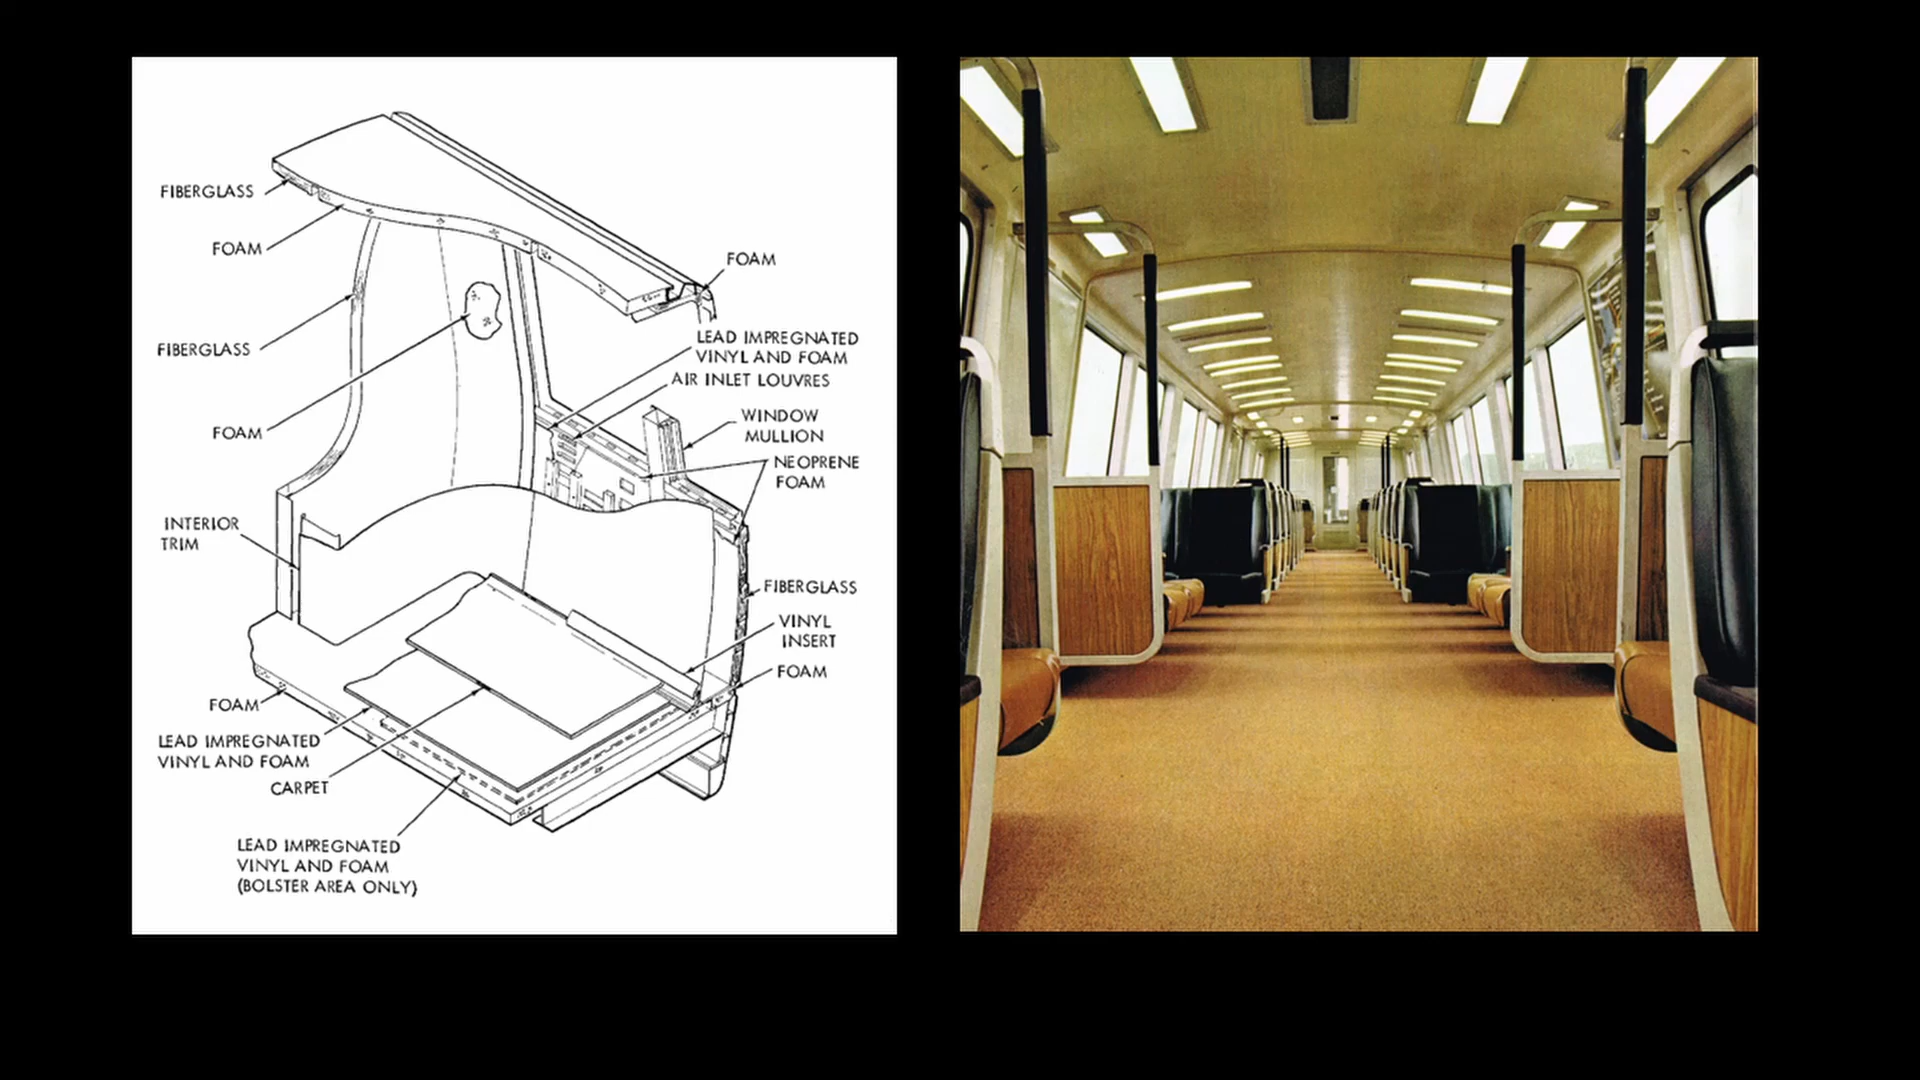 FIBERGLASS
FOAM
FIBERGLASS
FOAM
INTERIOR
TRIM
FOAM
LEAD IMPREGNATED
VINYL AND FOAM
CARPET
LEAD IMPREGNATED
VINYL AND FOAM
(BOLSTER AREA ONLY)
FOAM
LEAD IMPREGNATED
VINYL AND FOAM
AIR INLET LOUVRES
WINDOW
MULLION
NEOPRENE
FOAM
FIBERGLASS
VINYL
INSERT
FOAM